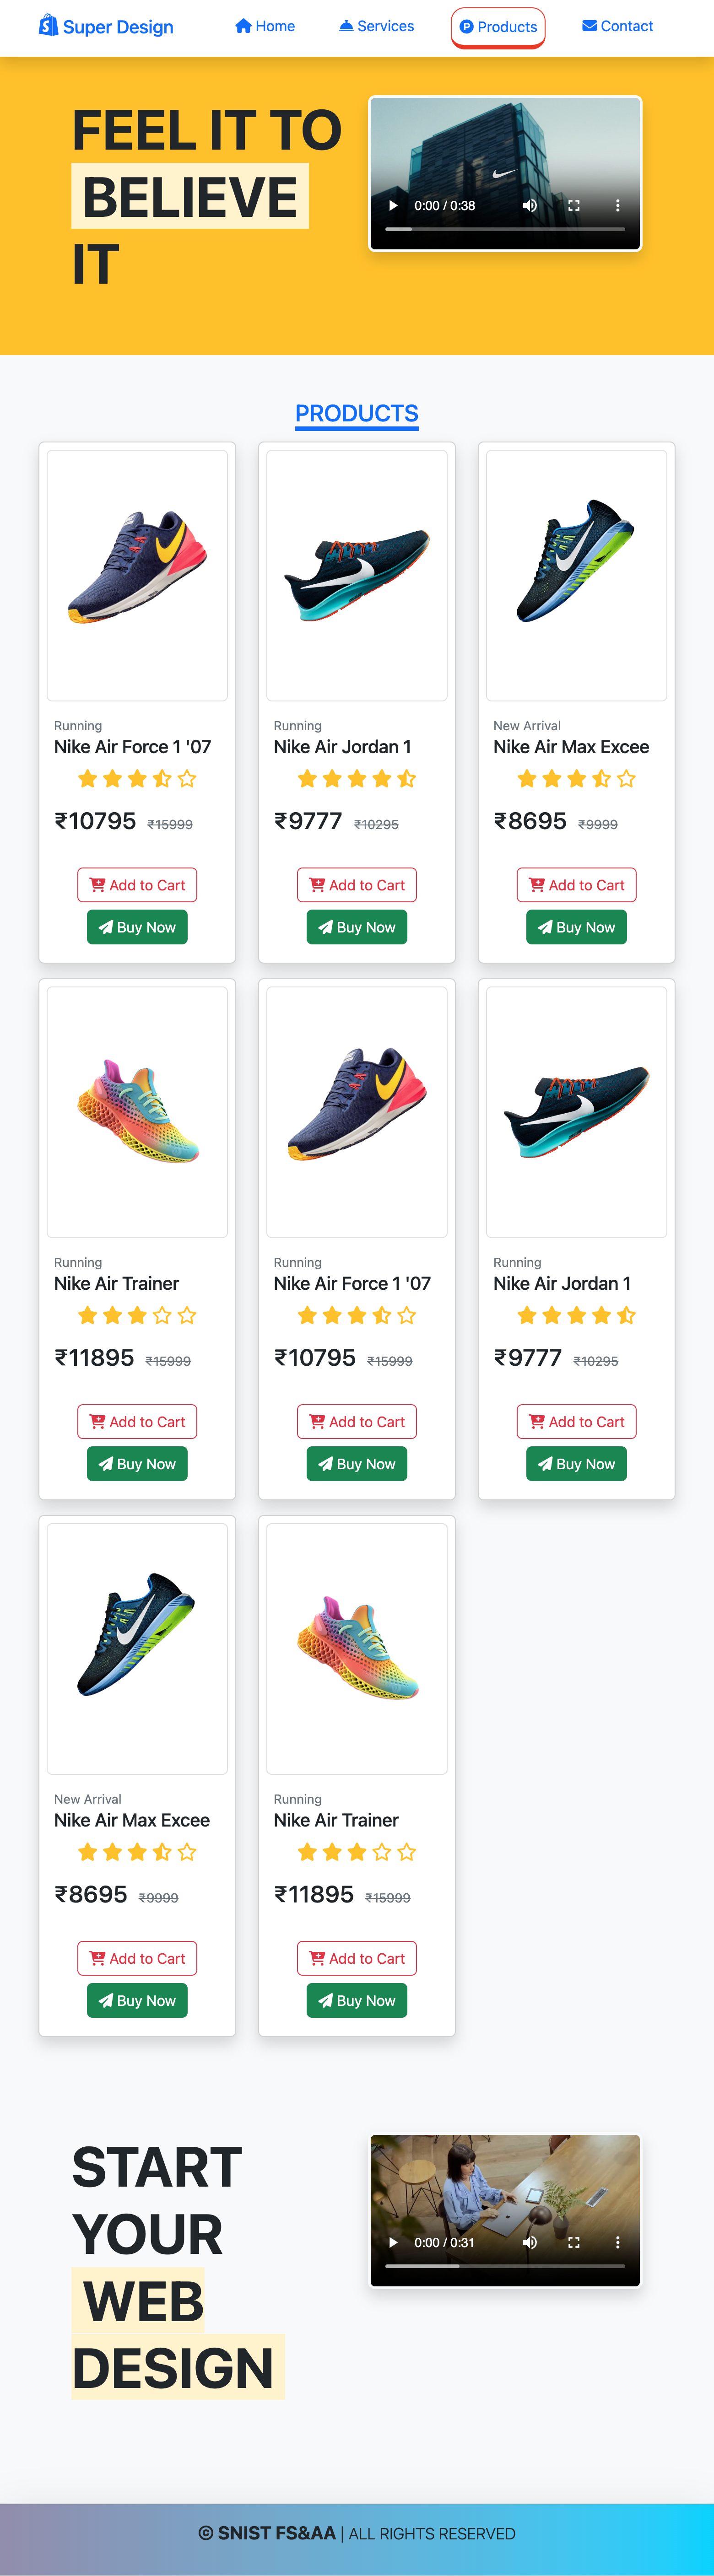 Super Design Home Services Products Contact
FEEL IT TO
BELIEVE
IT
0:00 / 0:38
PRODUCTS
Running
Nike Air Force 1 '07
₹10795 ₹15999
Add to Cart
Buy Now
Running
Nike Air Jordan 1
₹9777 ₹10295
Add to Cart
Buy Now
New Arrival
Nike Air Max Excee
₹8695 ₹9999
Add to Cart
Buy Now
Running
Nike Air Trainer
₹11895 ₹15999
Add to Cart
Buy Now
Running
Nike Air Force 1 '07
₹10795 ₹15999
Add to Cart
Buy Now
Running
Nike Air Jordan 1
₹9777 ₹10295
Add to Cart
Buy Now
New Arrival
Nike Air Max Excee
₹8695 ₹9999
Add to Cart
Buy Now
Running
Nike Air Trainer
₹11895 ₹15999
Add to Cart
Buy Now
START
YOUR
WEB
DESIGN
0:00 / 0:31
© SNIST FS&AA | ALL RIGHTS RESERVED